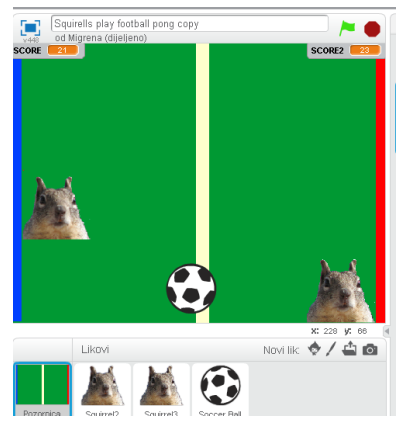 Squirells play football pong copy
v448
od Migrena (dijeljeno)
SCORE 21
SCORE2 23
x: 228 y: 66
Likovi
Novi lik:
Pozornica
Squirrel2
Squirrel3
Soccer Ball